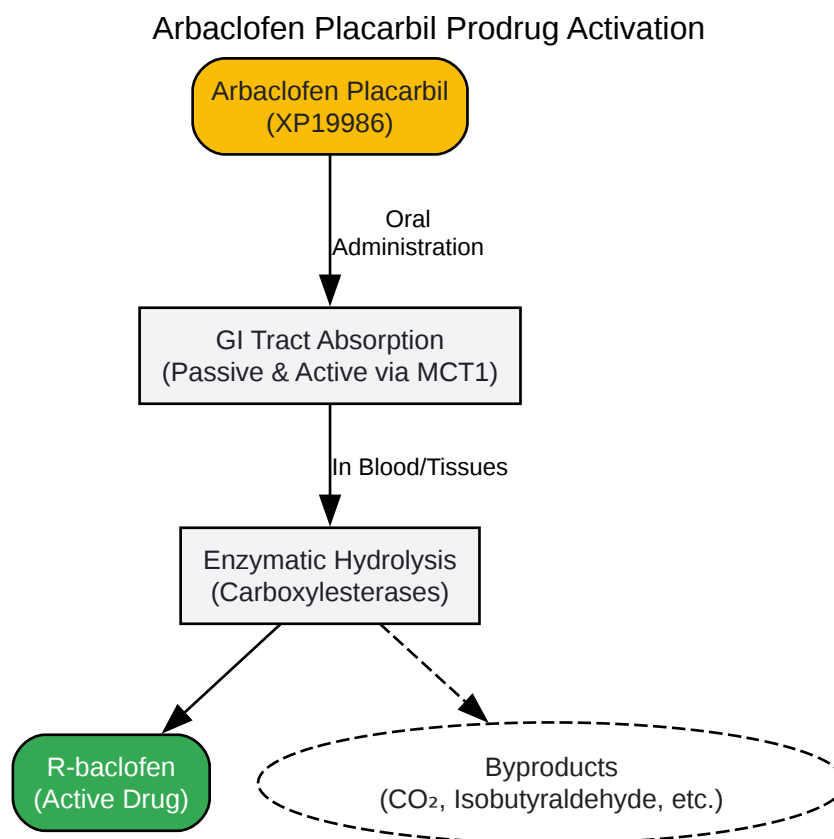 Arbaclofen Placarbil Prodrug Activation
Arbaclofen Placarbil
(XP19986)
Oral
Administration
GI Tract Absorption
(Passive & Active via MCT1)
In Blood/Tissues
Enzymatic Hydrolysis
(Carboxylesterases)
R-baclofen
(Active Drug)
Byproducts
(CO₂, Isobutyraldehyde, etc.)